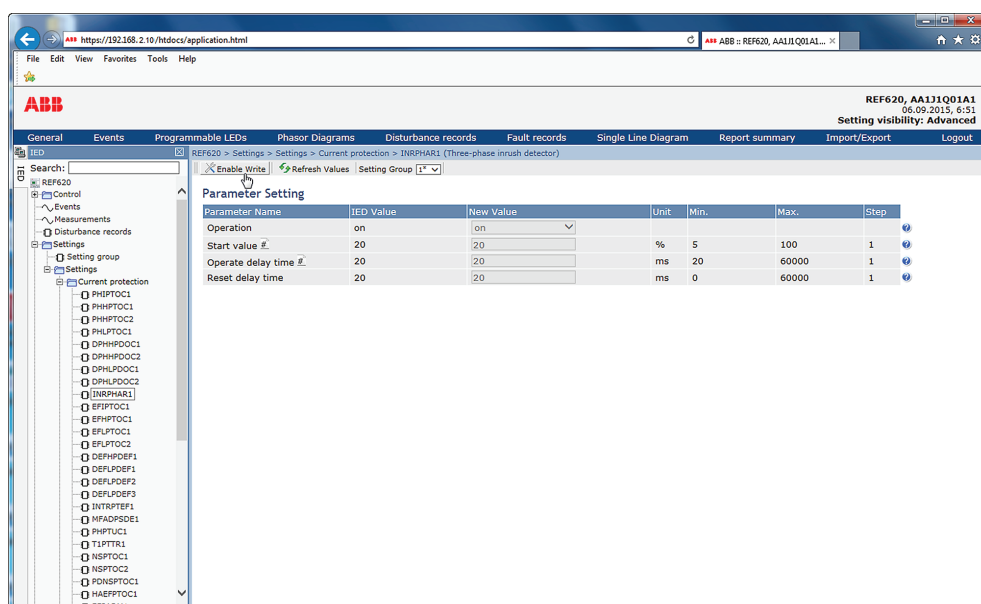 ABB https://192.168.2.10/htdocs/application.html
ABB ABB :: REF620, AA1J1Q01A1...
File Edit View Favorites Tools Help
ABB
REF620, AA1J1Q01A1
06.09.2015, 6:51
Setting visibility: Advanced
General Events Programmable LEDs Phasor Diagrams Disturbance records Fault records Single Line Diagram Report summary Import/Export Logout
IED
IED
REF620 > Settings > Settings > Current protection > INRPHAR1 (Three-phase inrush detector)
Search:
Enable Write Refresh Values Setting Group 1*
REF620
Control
Events
Measurements
Disturbance records
Settings
Setting group
Settings
Current protection
PHIPTOC1
PHHPTOC1
PHHPTOC2
PHLPTOC1
DPHHPDOC1
DPHHPDOC2
DPHLPDOC1
DPHLPDOC2
INRPHAR1
EFIPTOC1
EFHPTOC1
EFLPTOC1
EFLPTOC2
DEFHPDEF1
DEFLPDEF1
DEFLPDEF2
DEFLPDEF3
INTRPTEF1
MFADPSDE1
PHPTUC1
T1PTTR1
NSPTOC1
NSPTOC2
PDNSPTOC1
HAEFPTOC1
Parameter Setting
Parameter Name IED Value New Value Unit Min. Max. Step
Operation on on
Start value # 20 20 % 5 100 1
Operate delay time # 20 20 ms 20 60000 1
Reset delay time 20 20 ms 0 60000 1